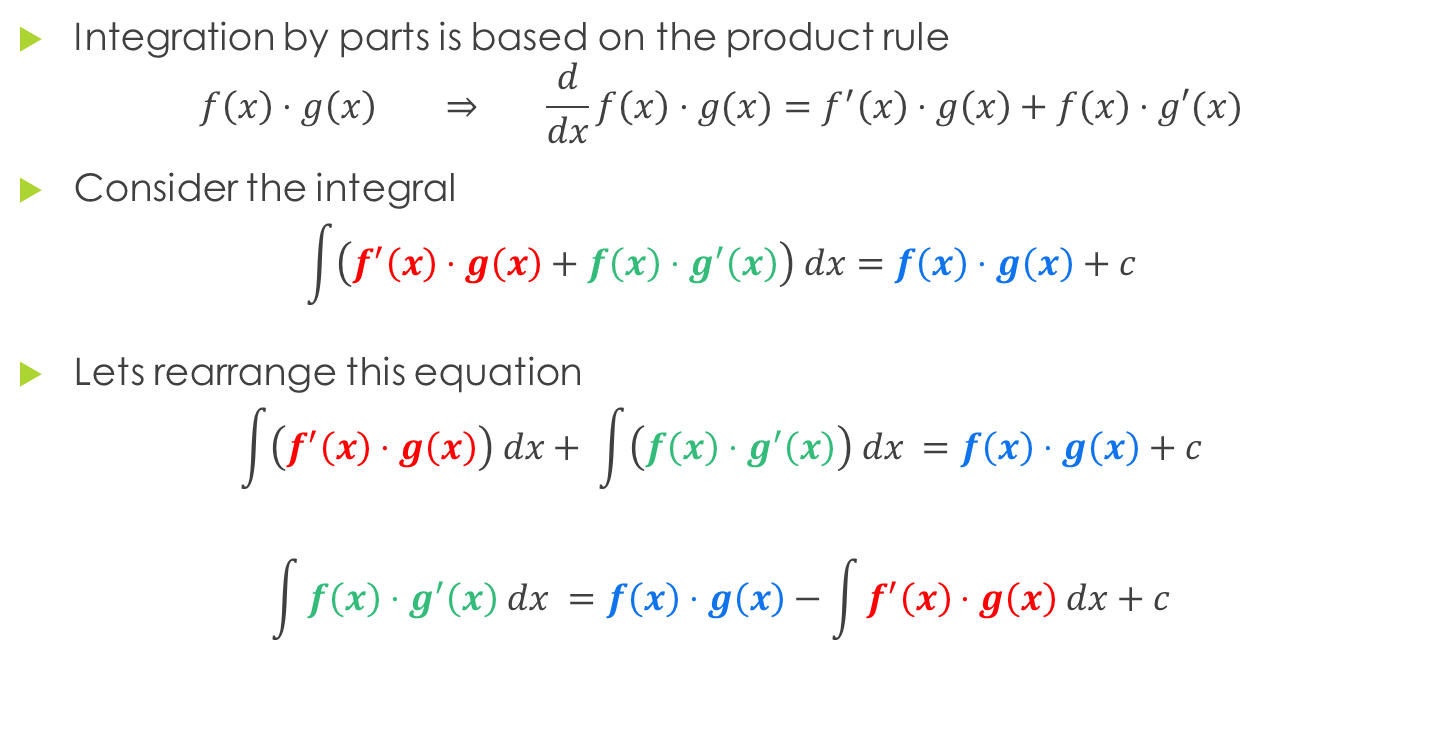 Integration by parts is based on the product rule
f(x) · g(x) ⇒ d/dx f(x) · g(x) = f′(x) · g(x) + f(x) · g′(x)
Consider the integral
∫(f′(x) · g(x) + f(x) · g′(x)) dx = f(x) · g(x) + c
Lets rearrange this equation
∫(f′(x) · g(x)) dx + ∫(f(x) · g′(x)) dx = f(x) · g(x) + c
∫ f(x) · g′(x) dx = f(x) · g(x) − ∫ f′(x) · g(x) dx + c